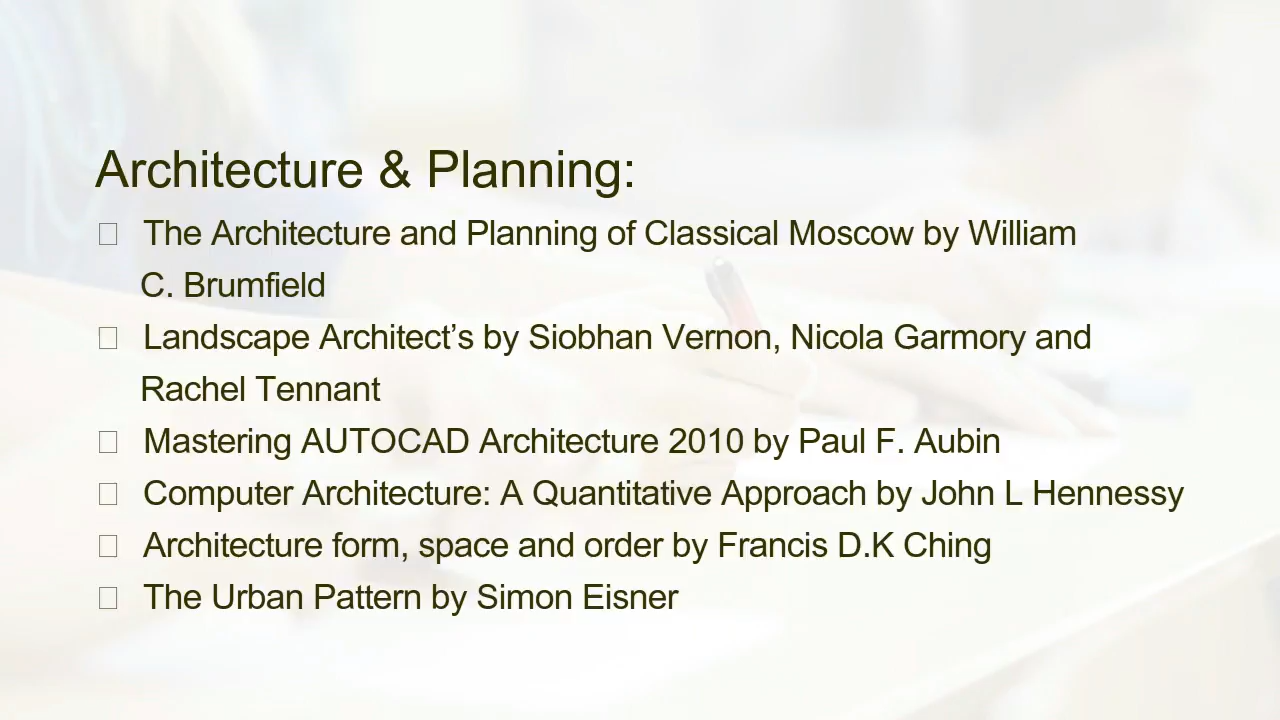 Architecture & Planning:
The Architecture and Planning of Classical Moscow by William
C. Brumfield
Landscape Architect’s by Siobhan Vernon, Nicola Garmory and
Rachel Tennant
Mastering AUTOCAD Architecture 2010 by Paul F. Aubin
Computer Architecture: A Quantitative Approach by John L Hennessy
Architecture form, space and order by Francis D.K Ching
The Urban Pattern by Simon Eisner